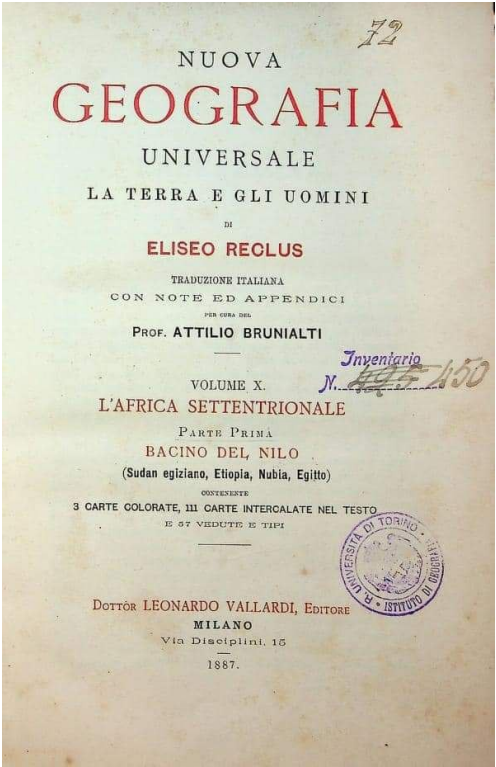 72
NUOVA
GEOGRAFIA
UNIVERSALE
LA TERRA E GLI UOMINI
DI
ELISEO RECLUS
TRADUZIONE ITALIANA
CON NOTE ED APPENDICI
PER CURA DEL
PROF. ATTILIO BRUNIALTI
Inventario
N. 425 450
VOLUME X.
L'AFRICA SETTENTRIONALE
PARTE PRIMA
BACINO DEL NILO
(Sudan egiziano, Etiopia, Nubia, Egitto)
CONTENENTE
3 CARTE COLORATE, 111 CARTE INTERCALATE NEL TESTO
E 57 VEDUTE E TIPI
R. UNIVERSITÀ DI TORINO
ISTITUTO DI GEOGRAFIA
DOTTOR LEONARDO VALLARDI, EDITORE
MILANO
Via Disciplini, 15
1887.